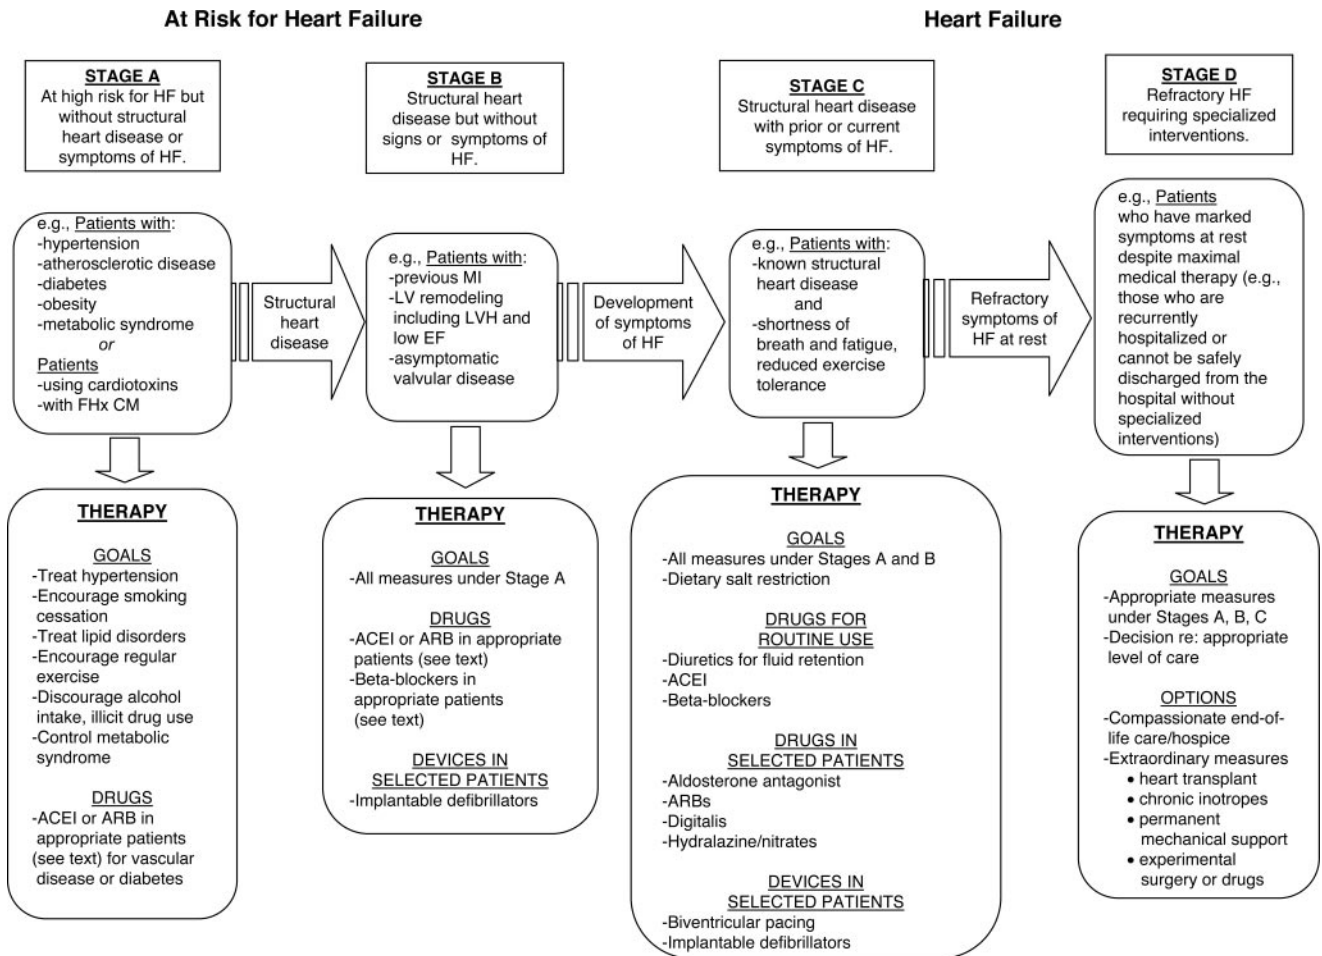 At Risk for Heart Failure
Heart Failure
STAGE A
At high risk for HF but
without structural
heart disease or
symptoms of HF.
STAGE B
Structural heart
disease but without
signs or symptoms of
HF.
STAGE C
Structural heart disease
with prior or current
symptoms of HF.
STAGE D
Refractory HF
requiring specialized
interventions.
e.g., Patients with:
-hypertension
-atherosclerotic disease
-diabetes
-obesity
-metabolic syndrome
or
Patients
-using cardiotoxins
-with FHx CM
Structural
heart
disease
e.g., Patients with:
-previous MI
-LV remodeling
including LVH and
low EF
-asymptomatic
valvular disease
Development
of symptoms
of HF
e.g., Patients with:
-known structural
heart disease
and
-shortness of
breath and fatigue,
reduced exercise
tolerance
Refractory
symptoms of
HF at rest
e.g., Patients
who have marked
symptoms at rest
despite maximal
medical therapy (e.g.,
those who are
recurrently
hospitalized or
cannot be safely
discharged from the
hospital without
specialized
interventions)
THERAPY
GOALS
-Treat hypertension
-Encourage smoking
cessation
-Treat lipid disorders
-Encourage regular
exercise
-Discourage alcohol
intake, illicit drug use
-Control metabolic
syndrome
DRUGS
-ACEI or ARB in
appropriate patients
(see text) for vascular
disease or diabetes
THERAPY
GOALS
-All measures under Stage A
DRUGS
-ACEI or ARB in appropriate
patients (see text)
-Beta-blockers in
appropriate patients
(see text)
DEVICES IN
SELECTED PATIENTS
-Implantable defibrillators
THERAPY
GOALS
-All measures under Stages A and B
-Dietary salt restriction
DRUGS FOR
ROUTINE USE
-Diuretics for fluid retention
-ACEI
-Beta-blockers
DRUGS IN
SELECTED PATIENTS
-Aldosterone antagonist
-ARBs
-Digitalis
-Hydralazine/nitrates
DEVICES IN
SELECTED PATIENTS
-Biventricular pacing
-Implantable defibrillators
THERAPY
GOALS
-Appropriate measures
under Stages A, B, C
-Decision re: appropriate
level of care
OPTIONS
-Compassionate end-of-
life care/hospice
-Extraordinary measures
• heart transplant
• chronic inotropes
• permanent
mechanical support
• experimental
surgery or drugs